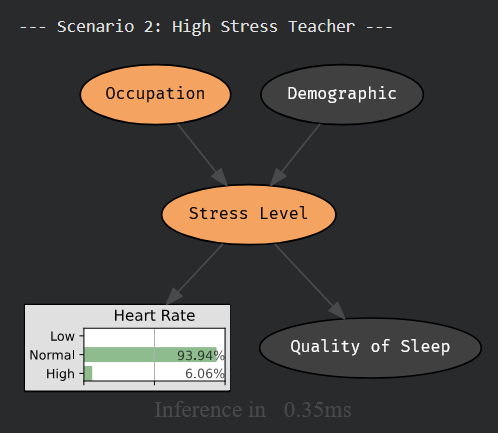 --- Scenario 2: High Stress Teacher ---
Occupation
Demographic
Stress Level
Heart Rate
Low
Normal 93.94%
High 6.06%
Quality of Sleep
Inference in 0.35ms